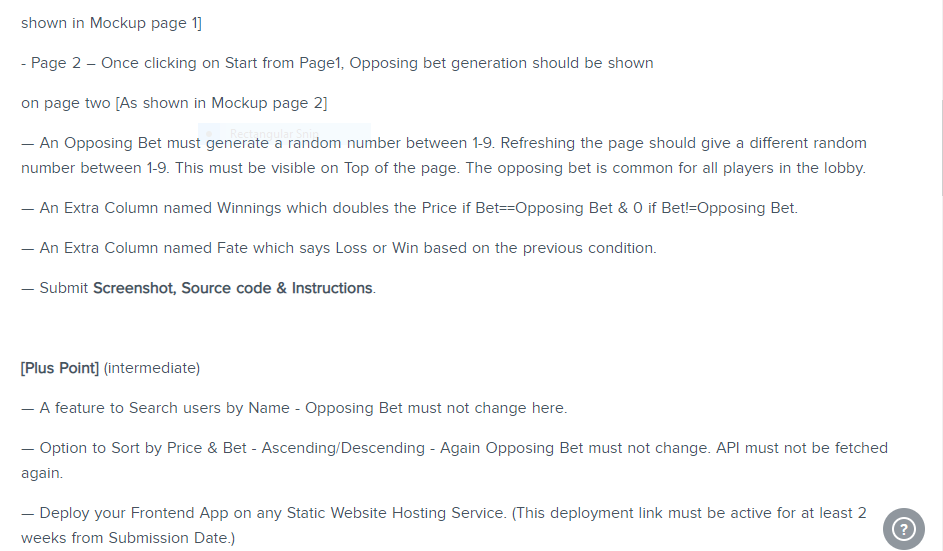 shown in Mockup page 1]
- Page 2 – Once clicking on Start from Page1, Opposing bet generation should be shown
on page two [As shown in Mockup page 2]
Rectangular Snip
— An Opposing Bet must generate a random number between 1-9. Refreshing the page should give a different random
number between 1-9. This must be visible on Top of the page. The opposing bet is common for all players in the lobby.
— An Extra Column named Winnings which doubles the Price if Bet==Opposing Bet & 0 if Bet!=Opposing Bet.
— An Extra Column named Fate which says Loss or Win based on the previous condition.
— Submit Screenshot, Source code & Instructions.
[Plus Point] (intermediate)
— A feature to Search users by Name - Opposing Bet must not change here.
— Option to Sort by Price & Bet - Ascending/Descending - Again Opposing Bet must not change. API must not be fetched
again.
— Deploy your Frontend App on any Static Website Hosting Service. (This deployment link must be active for at least 2
weeks from Submission Date.)
?